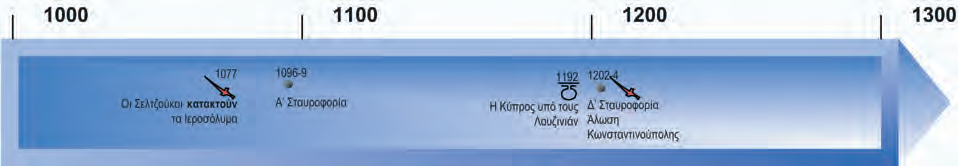 1000 1100 1200 1300
1077
Οι Σελτζούκοι κατακτούν
τα Ιεροσόλυμα
1096-9
Α΄ Σταυροφορία
1192
Η Κύπρος υπό τους
Λουζινιάν
1202-4
Δ΄ Σταυροφορία
Άλωση
Κωνσταντινούπολης